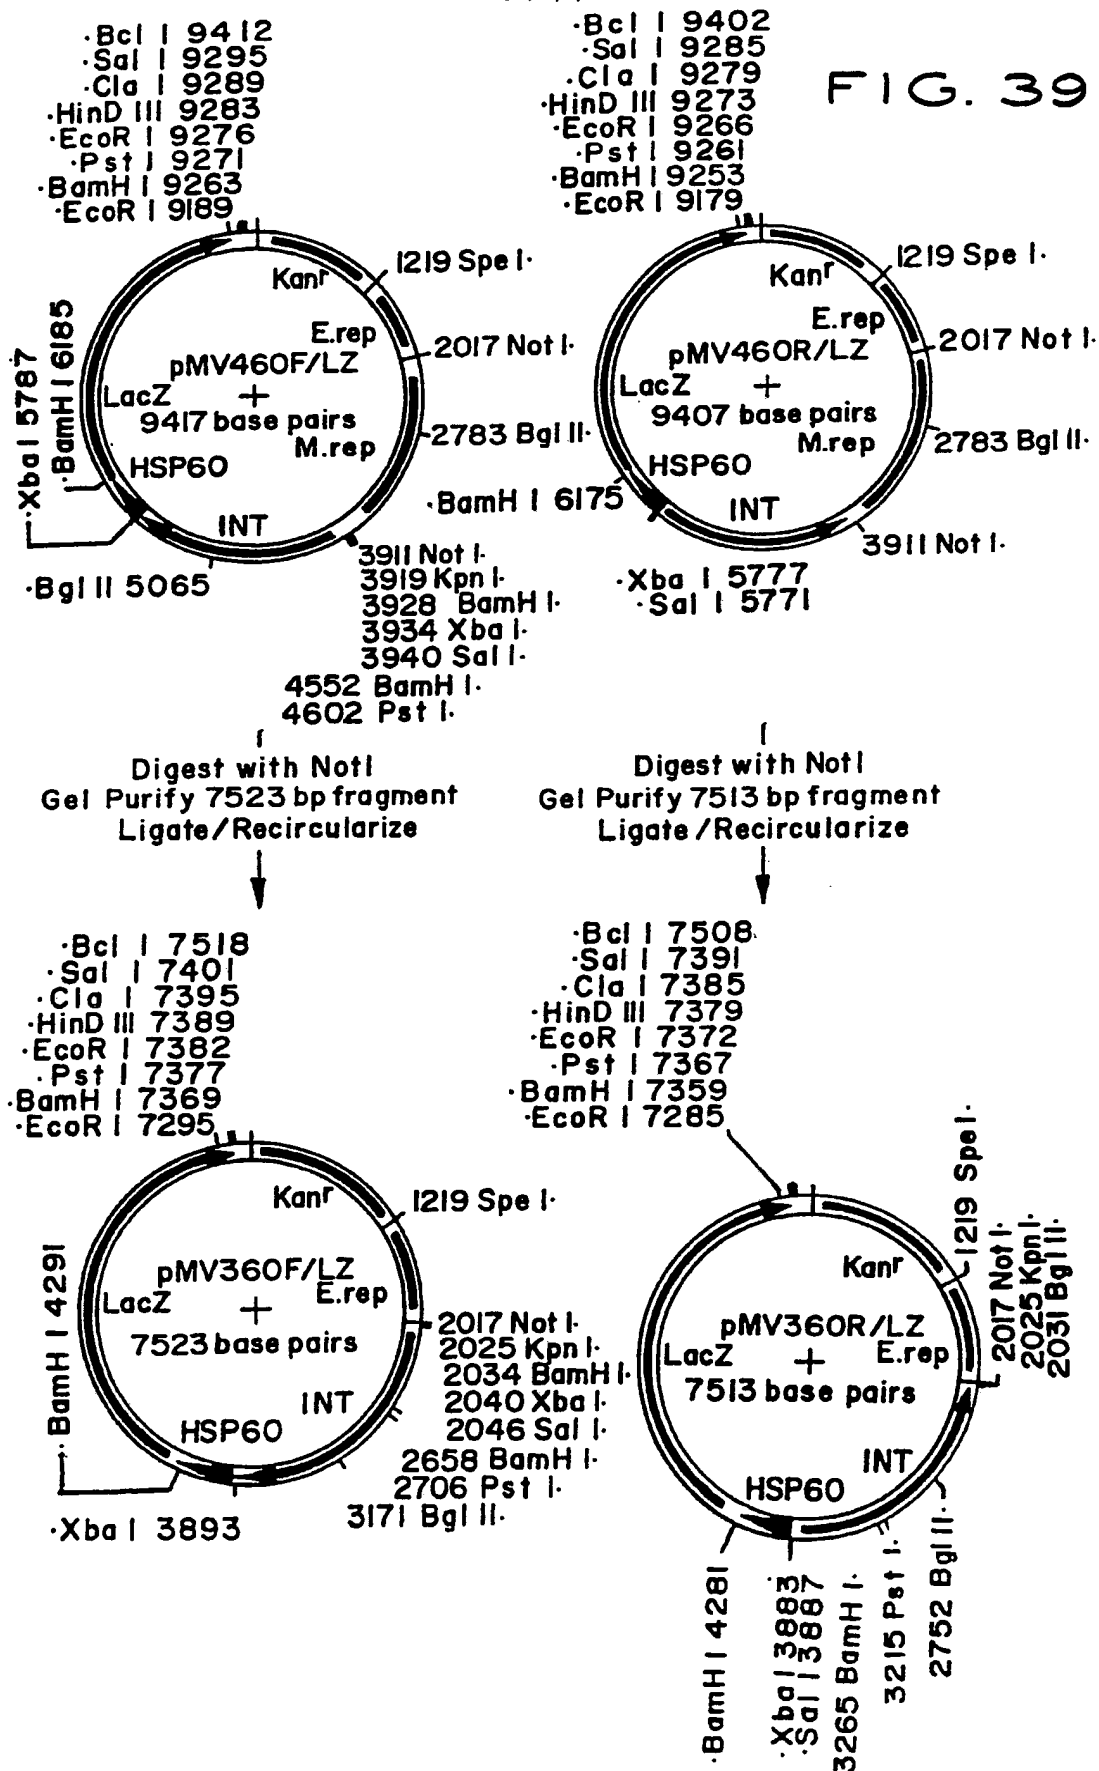 FIG. 39
·Bcl I 9412
·Sal I 9295
·Cla I 9289
·HinD III 9283
·EcoR I 9276
·Pst I 9271
·BamH I 9263
·EcoR I 9189
Kanr
1219 Spe I·
E.rep
2017 Not I·
pMV460F/LZ
+
9417 base pairs
LacZ
M.rep
2783 Bgl II·
HSP60
INT
·BamH I 6185
·Xba I 5787
·Bgl II 5065
3911 Not I·
3919 Kpn I·
3928 BamH I·
3934 Xba I·
3940 Sal I·
4552 BamH I·
4602 Pst I·
·Bcl I 9402
·Sal I 9285
·Cla I 9279
·HinD III 9273
·EcoR I 9266
·Pst I 9261
·BamH I 9253
·EcoR I 9179
Kanr
1219 Spe I·
E.rep
2017 Not I·
pMV460R/LZ
LacZ
+
9407 base pairs
M.rep
2783 Bgl II·
HSP60
·BamH I 6175
INT
3911 Not I·
·Xba I 5777
·Sal I 5771
Digest with NotI
Gel Purify 7523 bp fragment
Ligate/Recircularize
Digest with NotI
Gel Purify 7513 bp fragment
Ligate/Recircularize
·Bcl I 7518
·Sal I 7401
·Cla I 7395
·HinD III 7389
·EcoR I 7382
·Pst I 7377
·BamH I 7369
·EcoR I 7295
Kanr
1219 Spe I·
pMV360F/LZ
E.rep
LacZ
+
7523 base pairs
2017 Not I·
2025 Kpn I·
2034 BamH I·
2040 Xba I·
2046 Sal I·
2658 BamH I·
2706 Pst I·
3171 Bgl II·
INT
HSP60
·BamH I 4291
·Xba I 3893
·Bcl I 7508
·Sal I 7391
·Cla I 7385
·HinD III 7379
·EcoR I 7372
·Pst I 7367
·BamH I 7359
·EcoR I 7285
Kanr
1219 Spe I·
2017 Not I·
2025 Kpn I·
2031 Bgl II·
pMV360R/LZ
LacZ
+
E.rep
7513 base pairs
INT
HSP60
·BamH I 4281
·Xba I 3883
·Sal I 3887
3265 BamH I·
3215 Pst I·
2752 Bgl II·